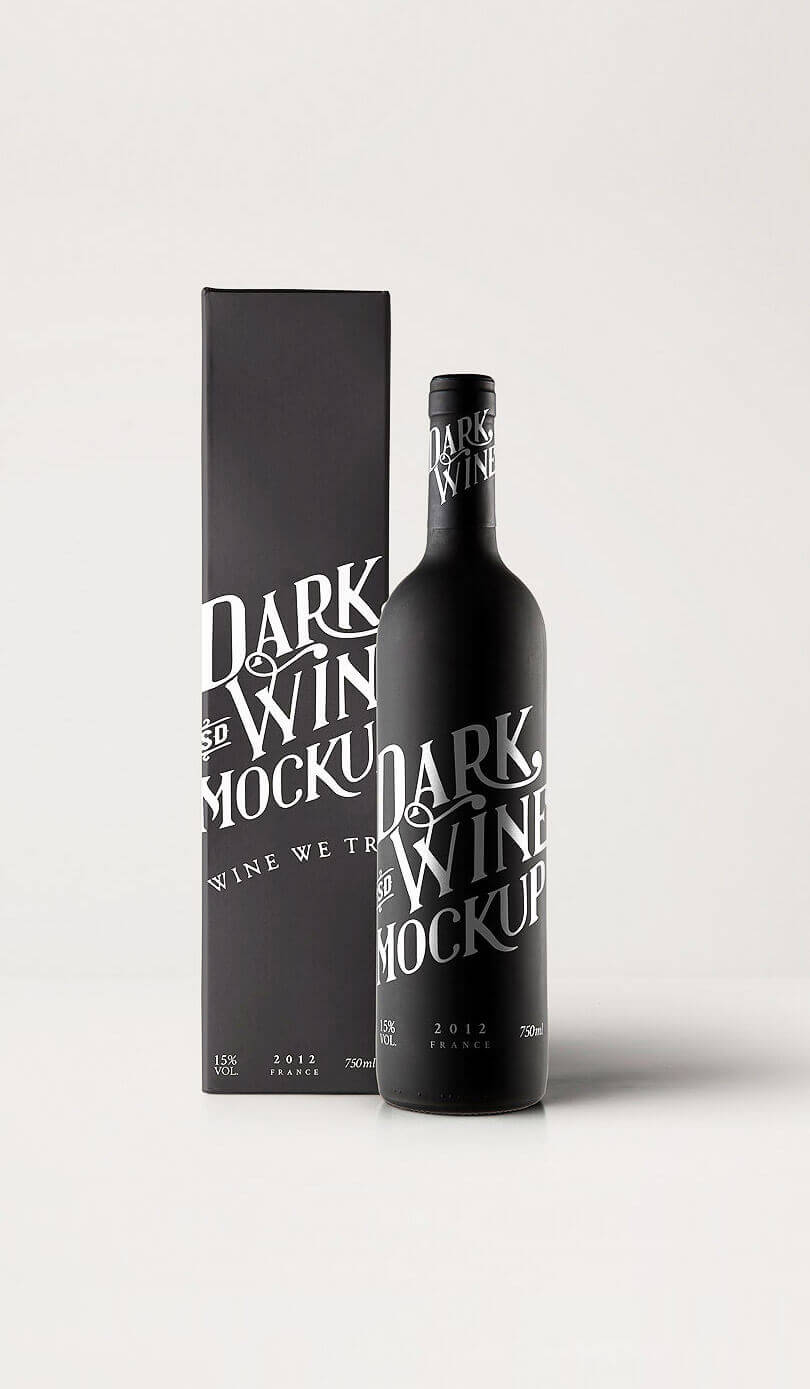 DARK
WIN
SD
MOCKU
WINE WE TR
15%
VOL.
2012
FRANCE
750ml
DARK,
WINE
DARK,
WINE
SD
MOCKUP
15%
VOL.
2012
FRANCE
750ml